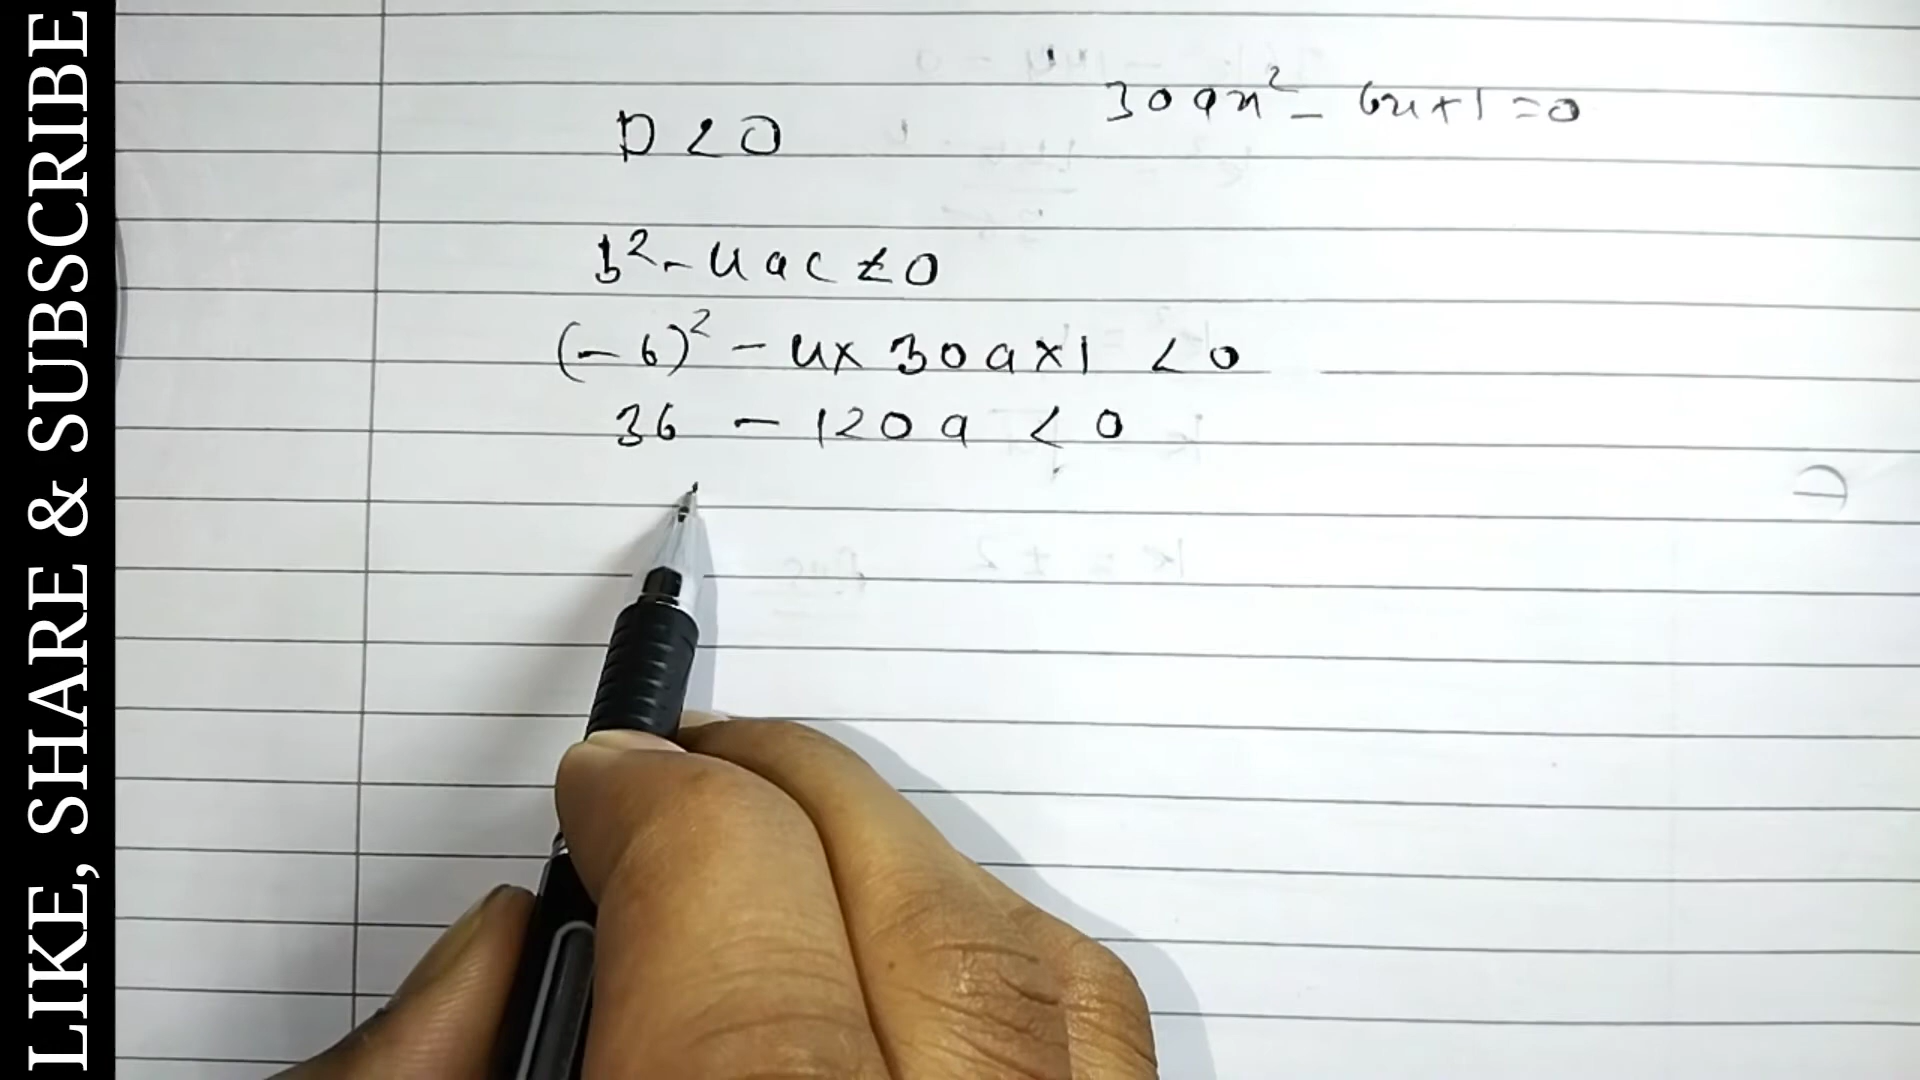 LIKE, SHARE & SUBSCRIBE
30ax² - 6x+1=0
D < 0
b² - 4ac < 0
(-6)² - 4x 30ax1 < 0
36 - 120a < 0